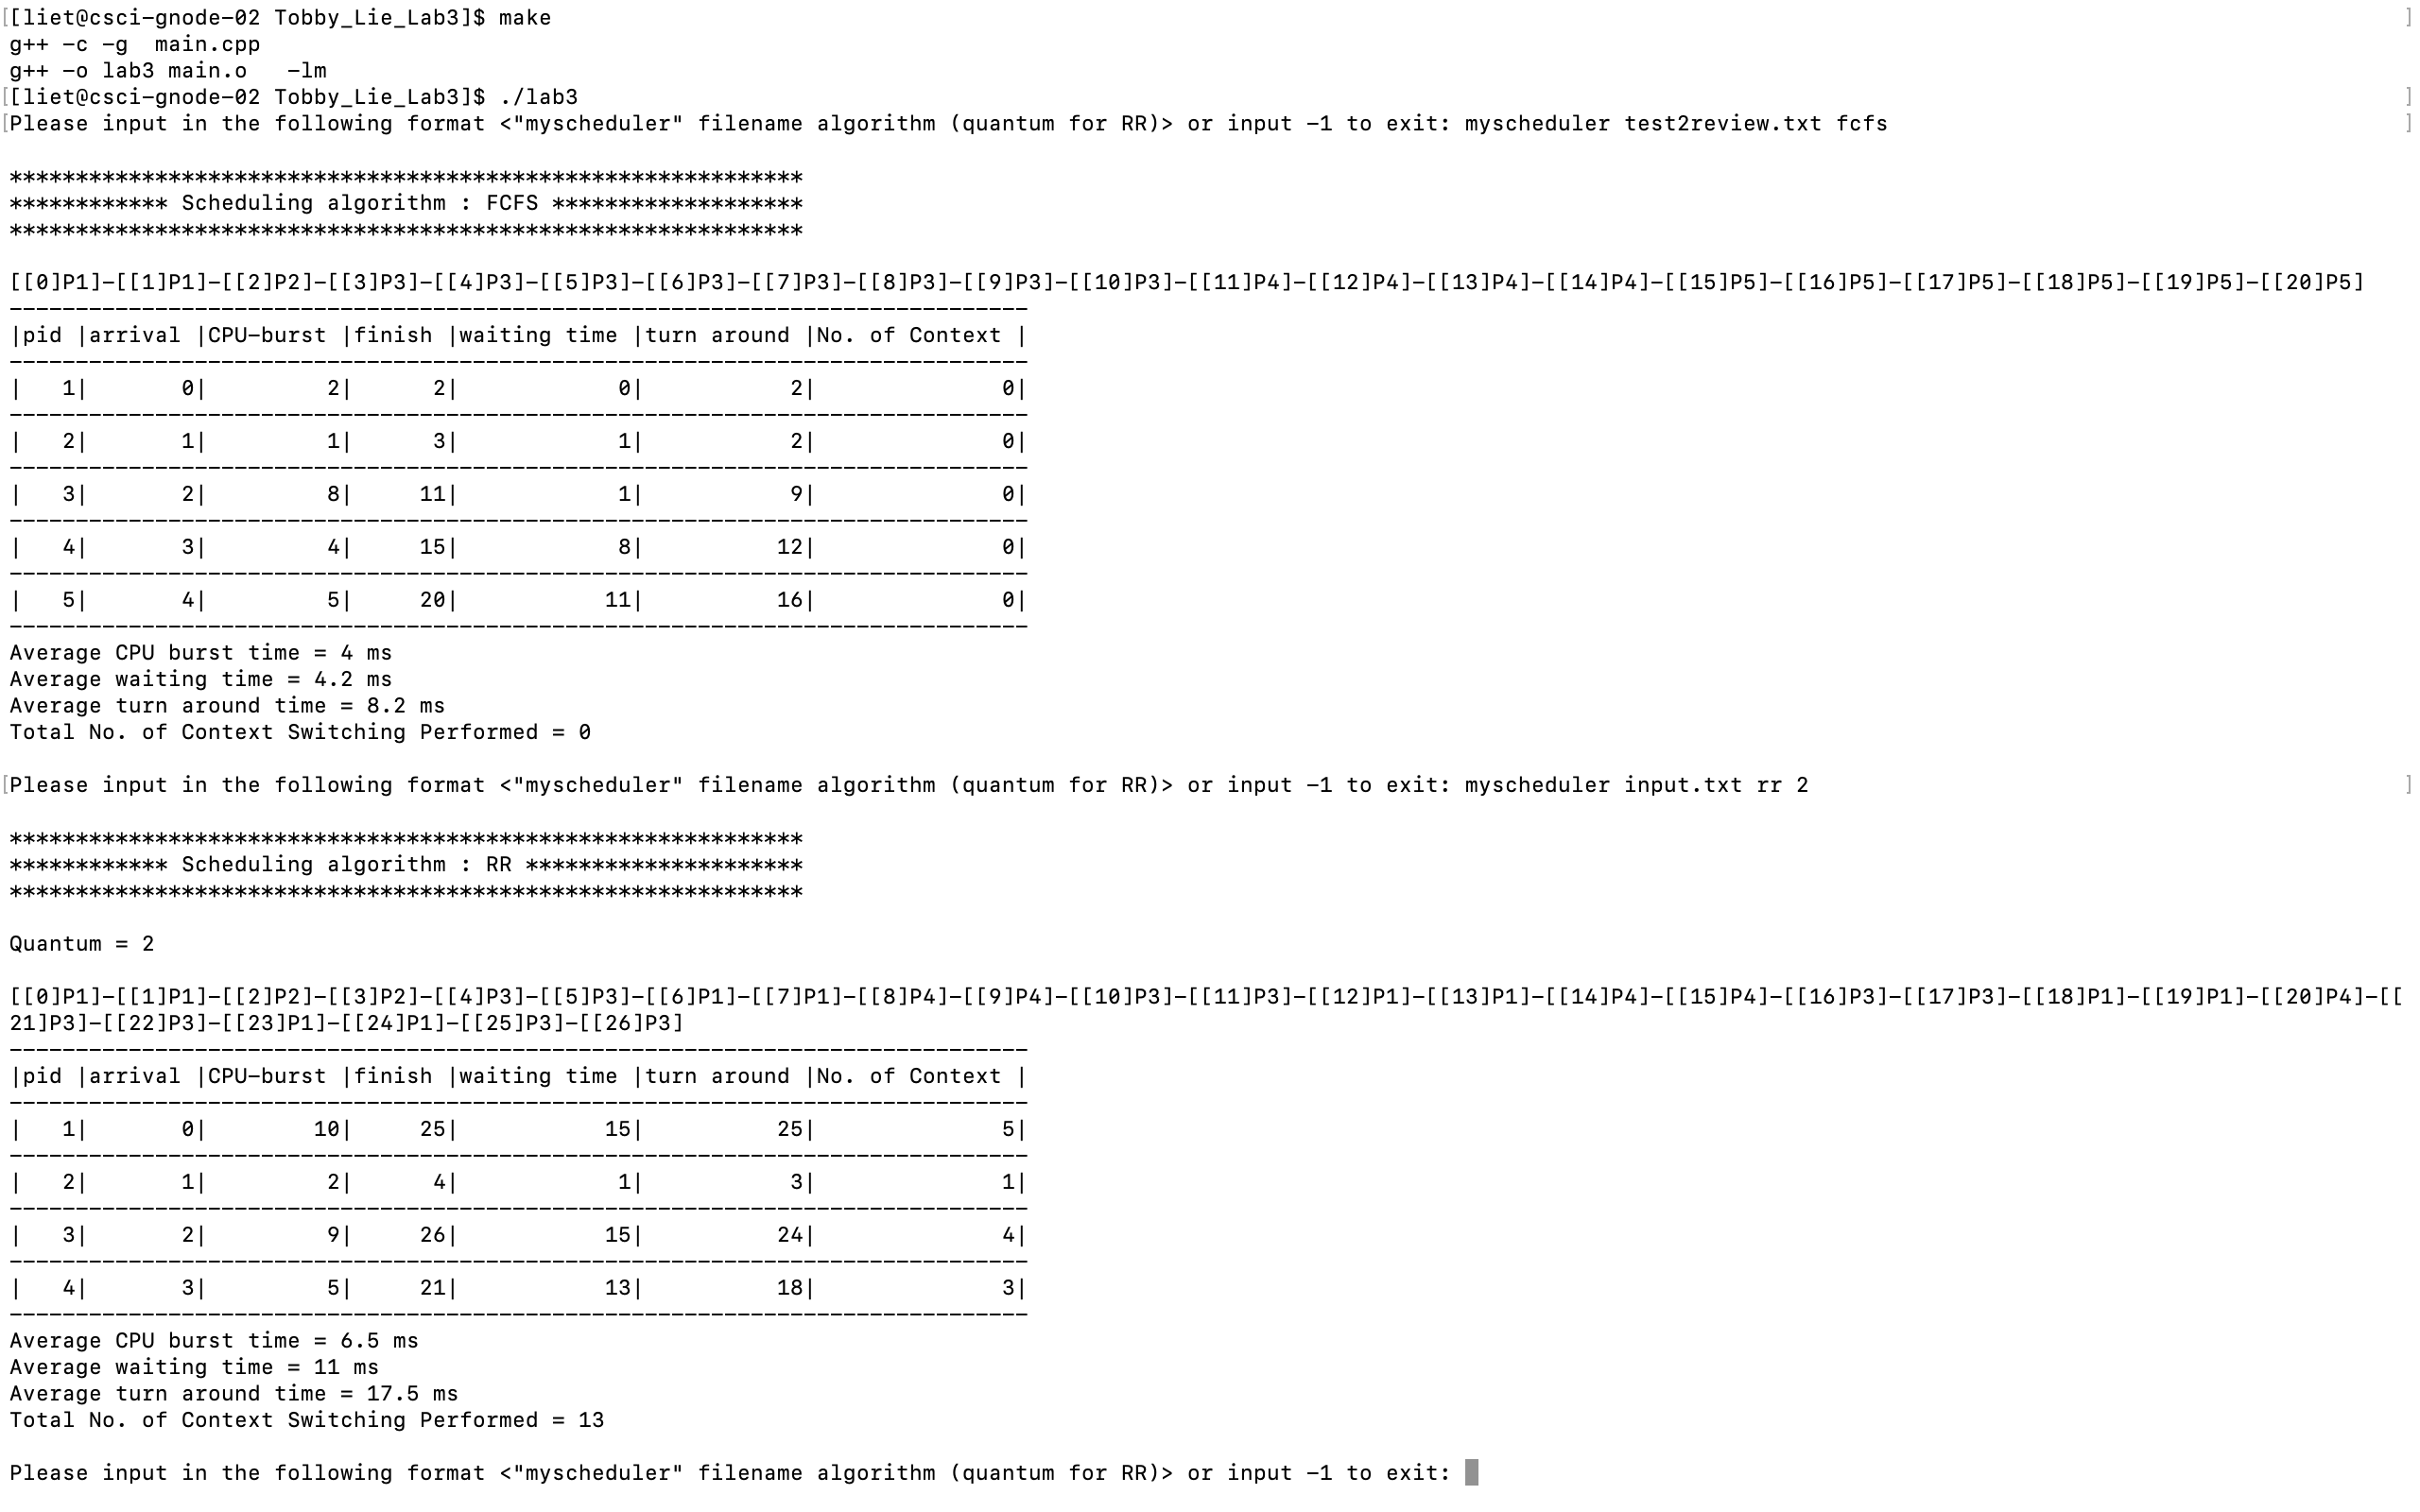 [[liet@csci-gnode-02 Tobby_Lie_Lab3]$ make ]
g++ -c -g  main.cpp
g++ -o lab3 main.o   -lm
[[liet@csci-gnode-02 Tobby_Lie_Lab3]$ ./lab3 ]
[Please input in the following format <"myscheduler" filename algorithm (quantum for RR)> or input -1 to exit: myscheduler test2review.txt fcfs ]
************************************************************
************ Scheduling algorithm : FCFS *******************
************************************************************
[[0]P1]-[[1]P1]-[[2]P2]-[[3]P3]-[[4]P3]-[[5]P3]-[[6]P3]-[[7]P3]-[[8]P3]-[[9]P3]-[[10]P3]-[[11]P4]-[[12]P4]-[[13]P4]-[[14]P4]-[[15]P5]-[[16]P5]-[[17]P5]-[[18]P5]-[[19]P5]-[[20]P5]
-----------------------------------------------------------------------------
|pid |arrival |CPU-burst |finish |waiting time |turn around |No. of Context |
-----------------------------------------------------------------------------
|   1|       0|         2|      2|            0|           2|              0|
-----------------------------------------------------------------------------
|   2|       1|         1|      3|            1|           2|              0|
-----------------------------------------------------------------------------
|   3|       2|         8|     11|            1|           9|              0|
-----------------------------------------------------------------------------
|   4|       3|         4|     15|            8|          12|              0|
-----------------------------------------------------------------------------
|   5|       4|         5|     20|           11|          16|              0|
-----------------------------------------------------------------------------
Average CPU burst time = 4 ms
Average waiting time = 4.2 ms
Average turn around time = 8.2 ms
Total No. of Context Switching Performed = 0
[Please input in the following format <"myscheduler" filename algorithm (quantum for RR)> or input -1 to exit: myscheduler input.txt rr 2 ]
************************************************************
************ Scheduling algorithm : RR *********************
************************************************************
Quantum = 2
[[0]P1]-[[1]P1]-[[2]P2]-[[3]P2]-[[4]P3]-[[5]P3]-[[6]P1]-[[7]P1]-[[8]P4]-[[9]P4]-[[10]P3]-[[11]P3]-[[12]P1]-[[13]P1]-[[14]P4]-[[15]P4]-[[16]P3]-[[17]P3]-[[18]P1]-[[19]P1]-[[20]P4]-[[
21]P3]-[[22]P3]-[[23]P1]-[[24]P1]-[[25]P3]-[[26]P3]
-----------------------------------------------------------------------------
|pid |arrival |CPU-burst |finish |waiting time |turn around |No. of Context |
-----------------------------------------------------------------------------
|   1|       0|        10|     25|           15|          25|              5|
-----------------------------------------------------------------------------
|   2|       1|         2|      4|            1|           3|              1|
-----------------------------------------------------------------------------
|   3|       2|         9|     26|           15|          24|              4|
-----------------------------------------------------------------------------
|   4|       3|         5|     21|           13|          18|              3|
-----------------------------------------------------------------------------
Average CPU burst time = 6.5 ms
Average waiting time = 11 ms
Average turn around time = 17.5 ms
Total No. of Context Switching Performed = 13
Please input in the following format <"myscheduler" filename algorithm (quantum for RR)> or input -1 to exit: